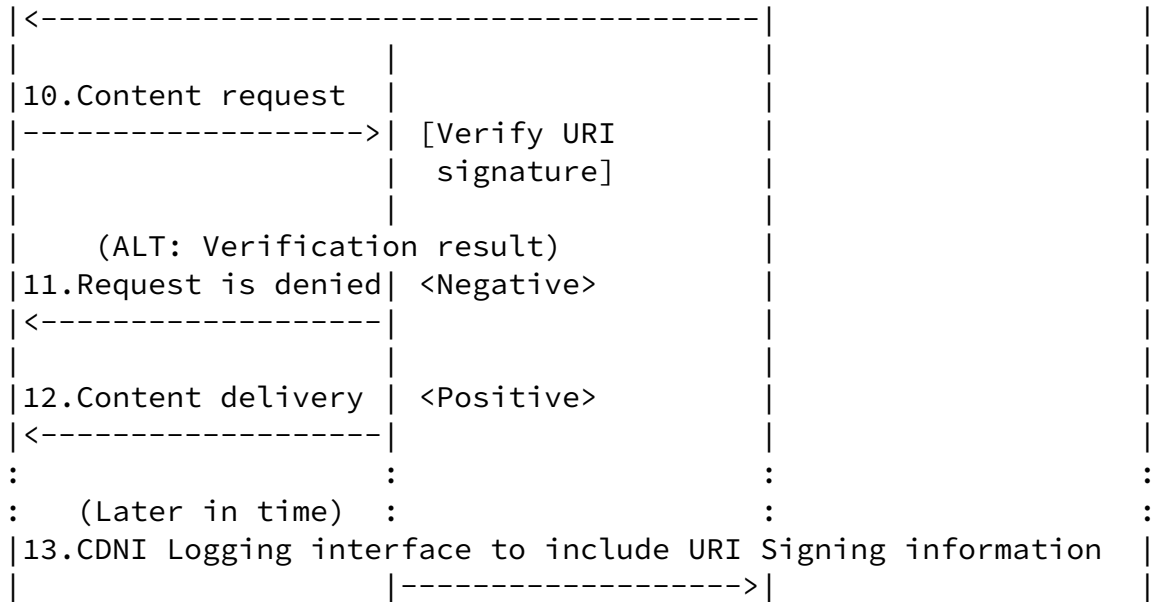 |<---------------------------------------|                    |
|                    |                    |                    |
|10.Content request  |                    |                    |
|------------------->| [Verify URI        |                    |
|                    |  signature]        |                    |
|                    |                    |                    |
|    (ALT: Verification result)           |                    |
|11.Request is denied| <Negative>         |                    |
|<-------------------|                    |                    |
|                    |                    |                    |
|12.Content delivery | <Positive>         |                    |
|<-------------------|                    |                    |
:                    :                    :                    :
:   (Later in time)  :                    :                    :
|13.CDNI Logging interface to include URI Signing information  |
|                    |------------------->|                    |